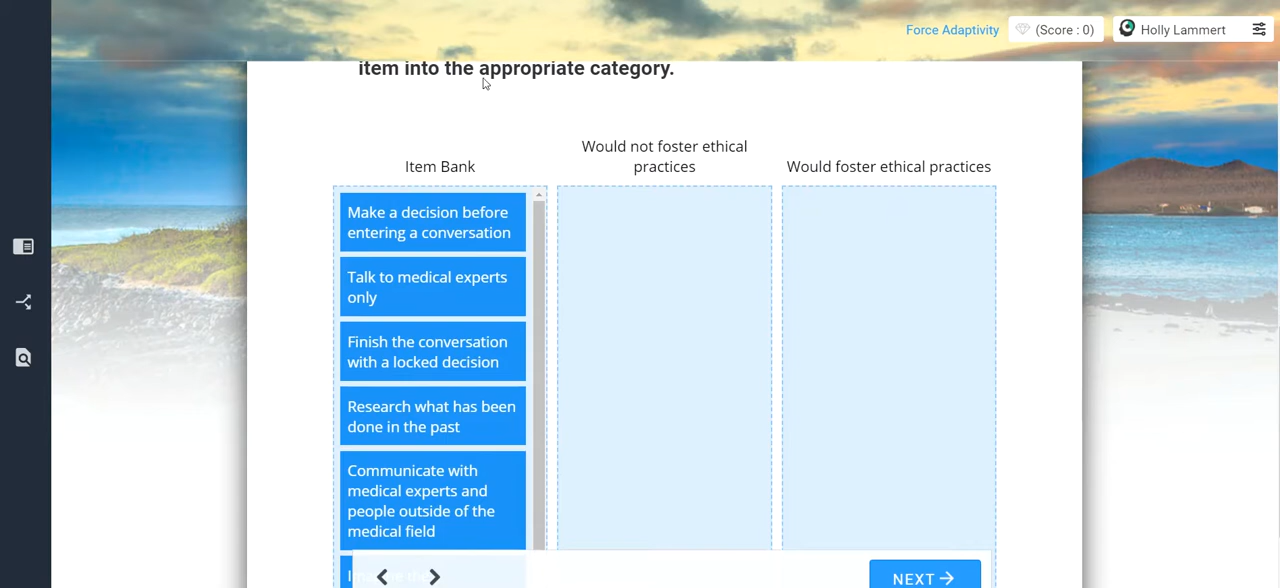 Force Adaptivity
(Score : 0)
Holly Lammert
item into the appropriate category.
Item Bank
Would not foster ethical
practices
Would foster ethical practices
Make a decision before
entering a conversation
Talk to medical experts
only
Finish the conversation
with a locked decision
Research what has been
done in the past
Communicate with
medical experts and
people outside of the
medical field
NEXT